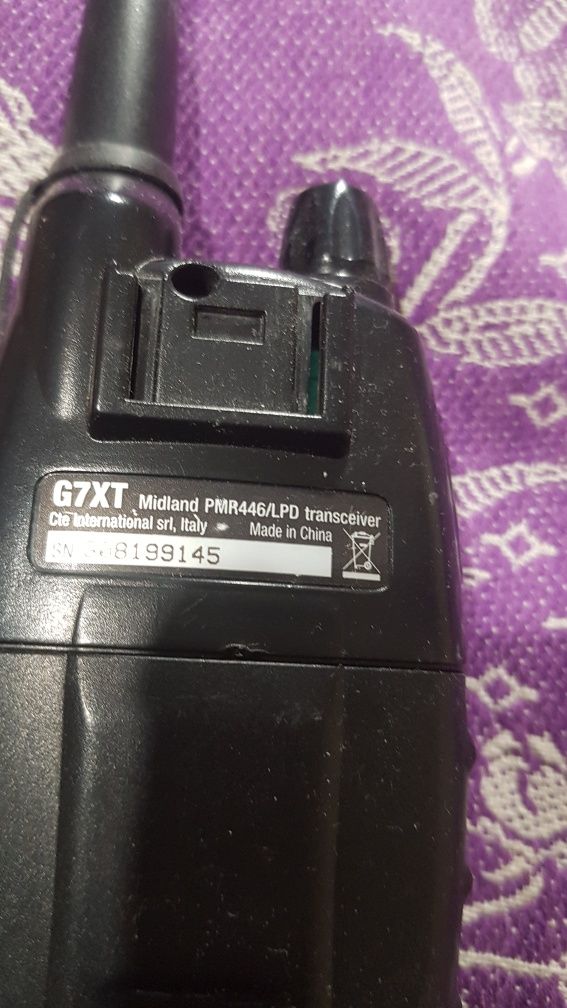 G7XT Midland PMR446/LPD transceiver
Cte International srl, Italy Made in China
SN